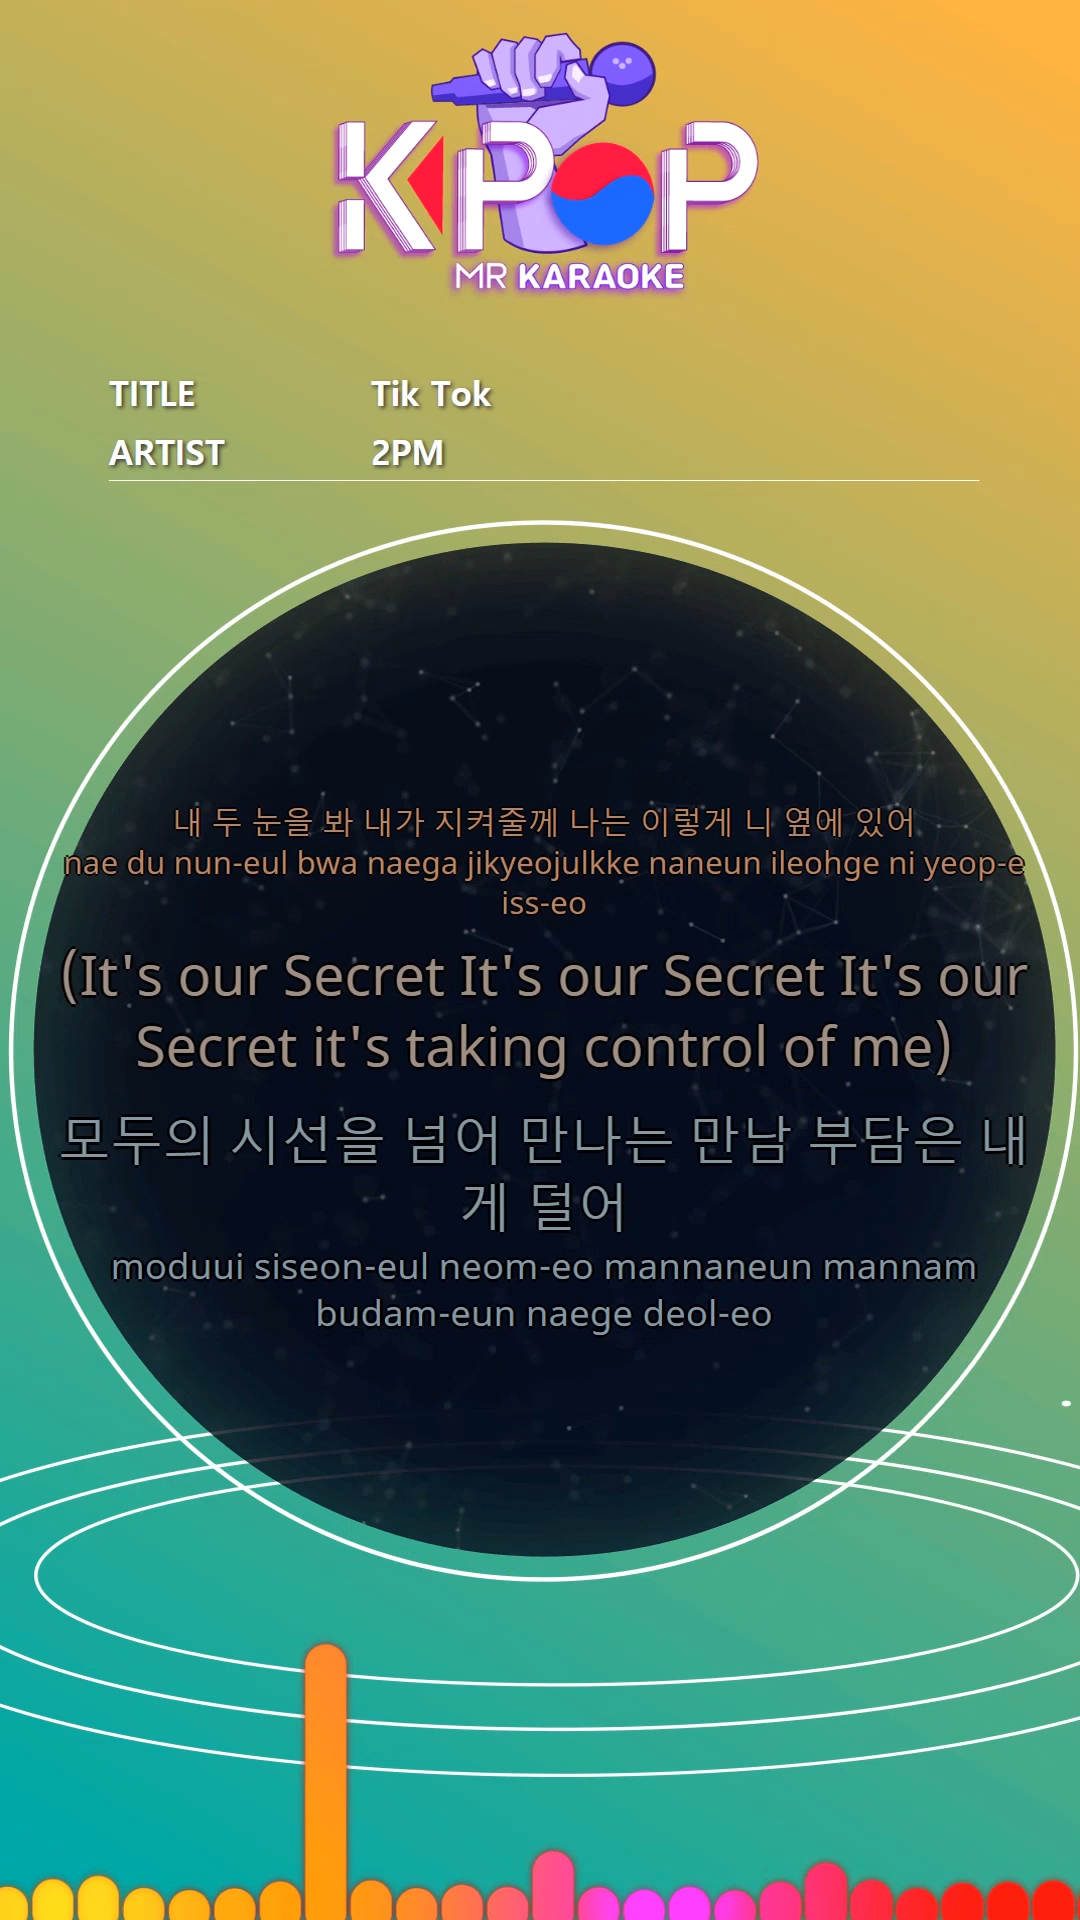 KPOP
MR KARAOKE
TITLE Tik Tok
ARTIST 2PM
내 두 눈을 봐 내가 지켜줄께 나는 이렇게 니 옆에 있어
nae du nun-eul bwa naega jikyeojulkke naneun ileohge ni yeop-e
iss-eo
(It's our Secret It's our Secret It's our
Secret it's taking control of me)
모두의 시선을 넘어 만나는 만남 부담은 내
게 덜어
moduui siseon-eul neom-eo mannaneun mannam
budam-eun naege deol-eo